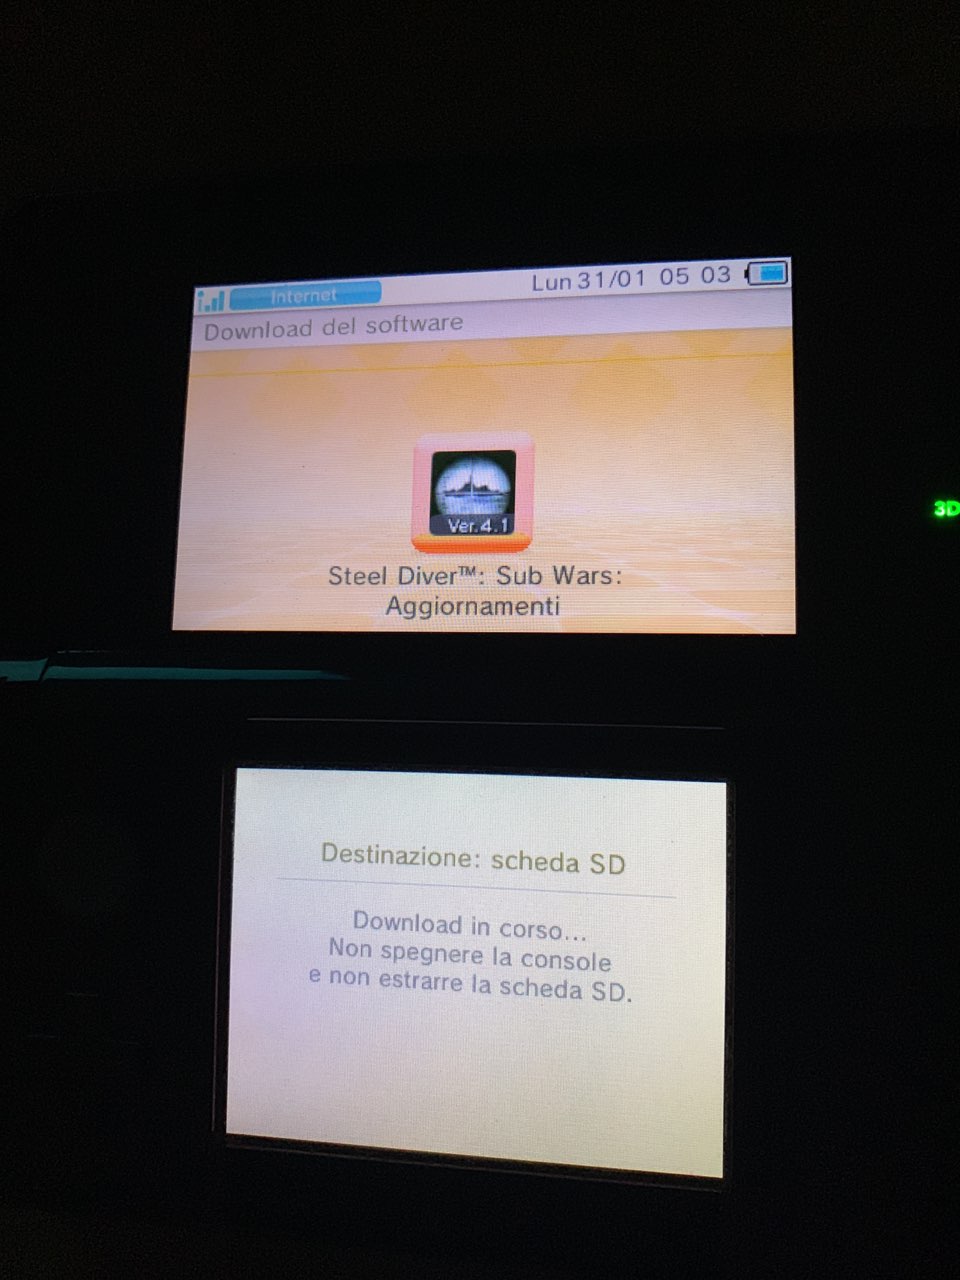 Internet
Lun 31/01 05 03
Download del software
Ver.4.1
Steel Diver™: Sub Wars:
Aggiornamenti
3D
Destinazione: scheda SD
Download in corso...
Non spegnere la console
e non estrarre la scheda SD.